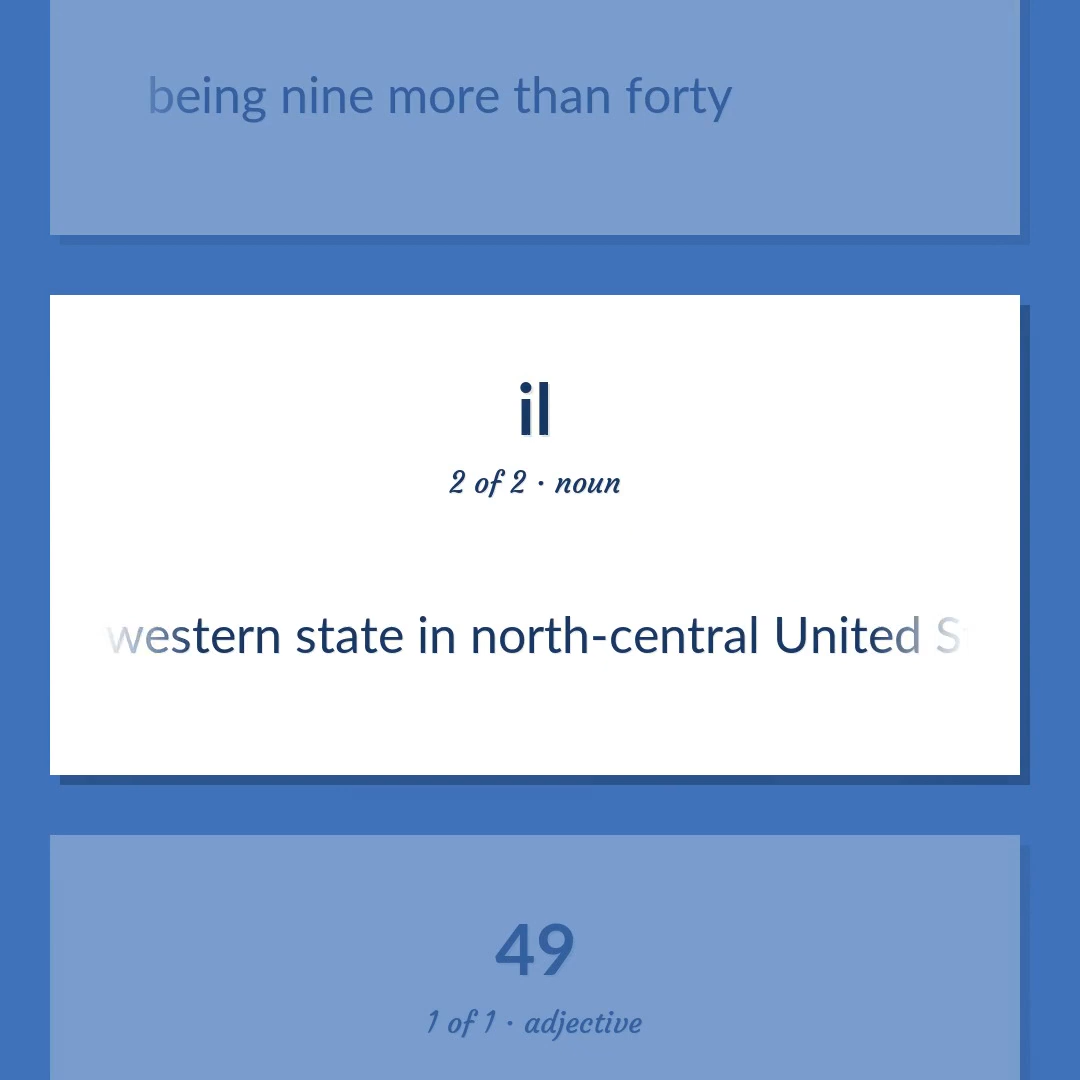 being nine more than forty
il
2 of 2 · noun
western state in north-central United
49
1 of 1 · adjective